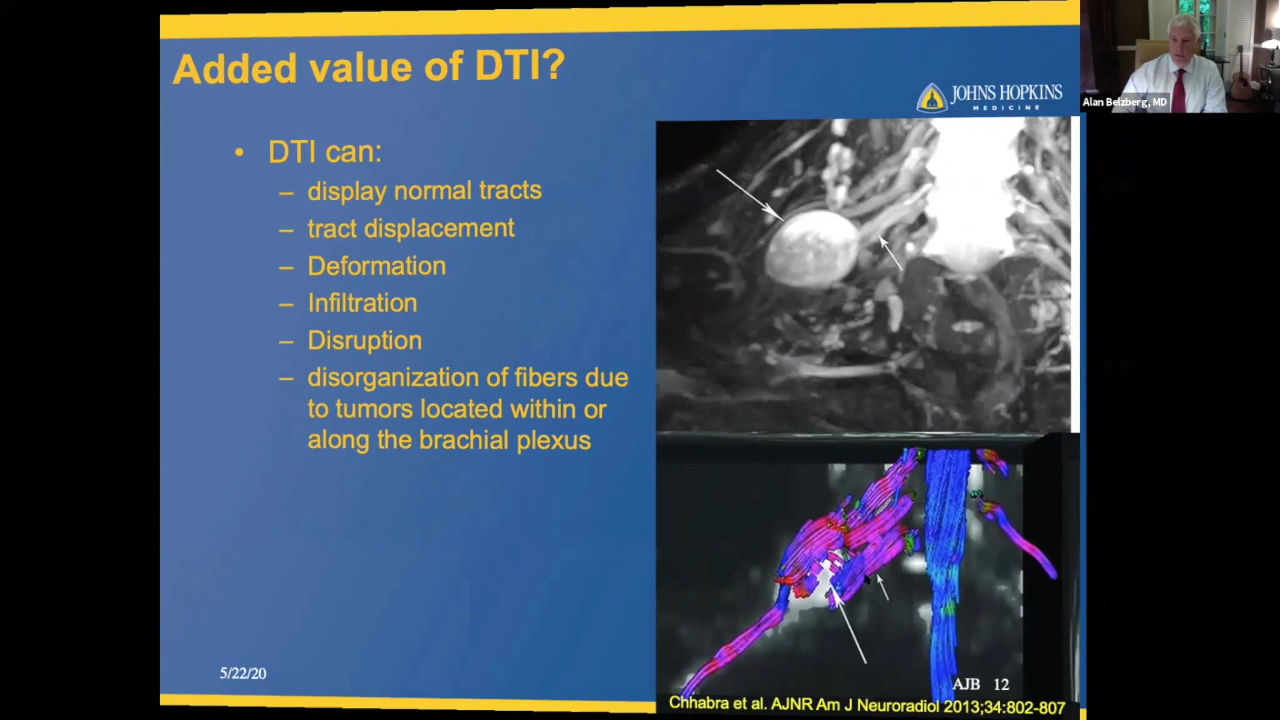 Added value of DTI?
JOHNS HOPKINS
MEDICINE
Alan Belzberg, MD
• DTI can:
– display normal tracts
– tract displacement
– Deformation
– Infiltration
– Disruption
– disorganization of fibers due
to tumors located within or
along the brachial plexus
5/22/20
AJB 12
Chhabra et al. AJNR Am J Neuroradiol 2013;34:802-807